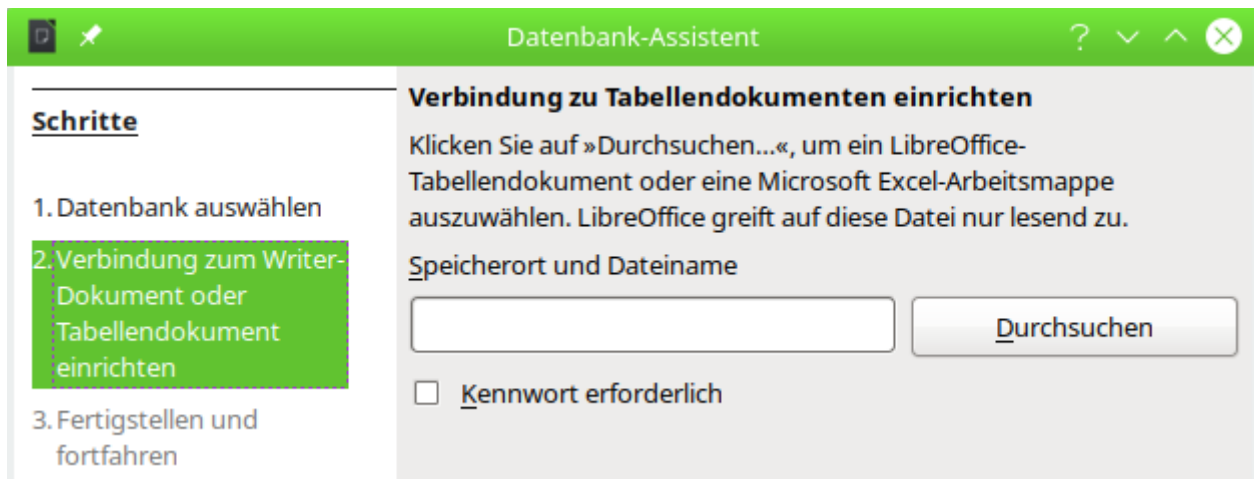 Datenbank-Assistent
Schritte
1. Datenbank auswählen
2. Verbindung zum Writer-
Dokument oder
Tabellendokument
einrichten
3. Fertigstellen und
fortfahren
Verbindung zu Tabellendokumenten einrichten
Klicken Sie auf »Durchsuchen...«, um ein LibreOffice-
Tabellendokument oder eine Microsoft Excel-Arbeitsmappe
auszuwählen. LibreOffice greift auf diese Datei nur lesend zu.
Speicherort und Dateiname
Durchsuchen
Kennwort erforderlich